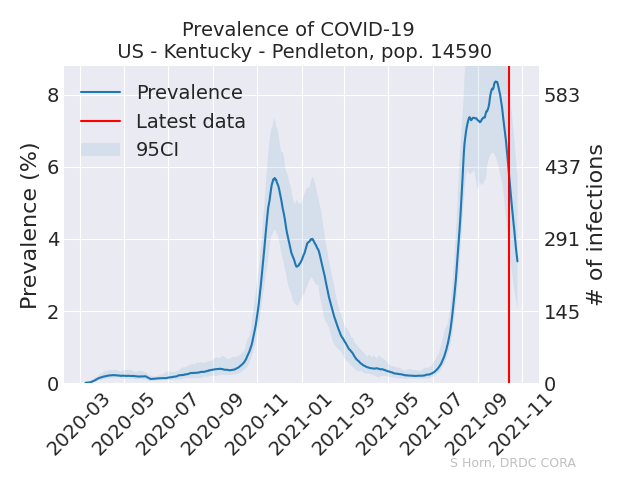 Prevalence of COVID-19
US - Kentucky - Pendleton, pop. 14590
Prevalence
Latest data
95CI
Prevalence (%)
8
6
4
2
0
# of infections
583
437
291
145
0
2020-03
2020-05
2020-07
2020-09
2020-11
2021-01
2021-03
2021-05
2021-07
2021-09
2021-11
S Horn, DRDC CORA